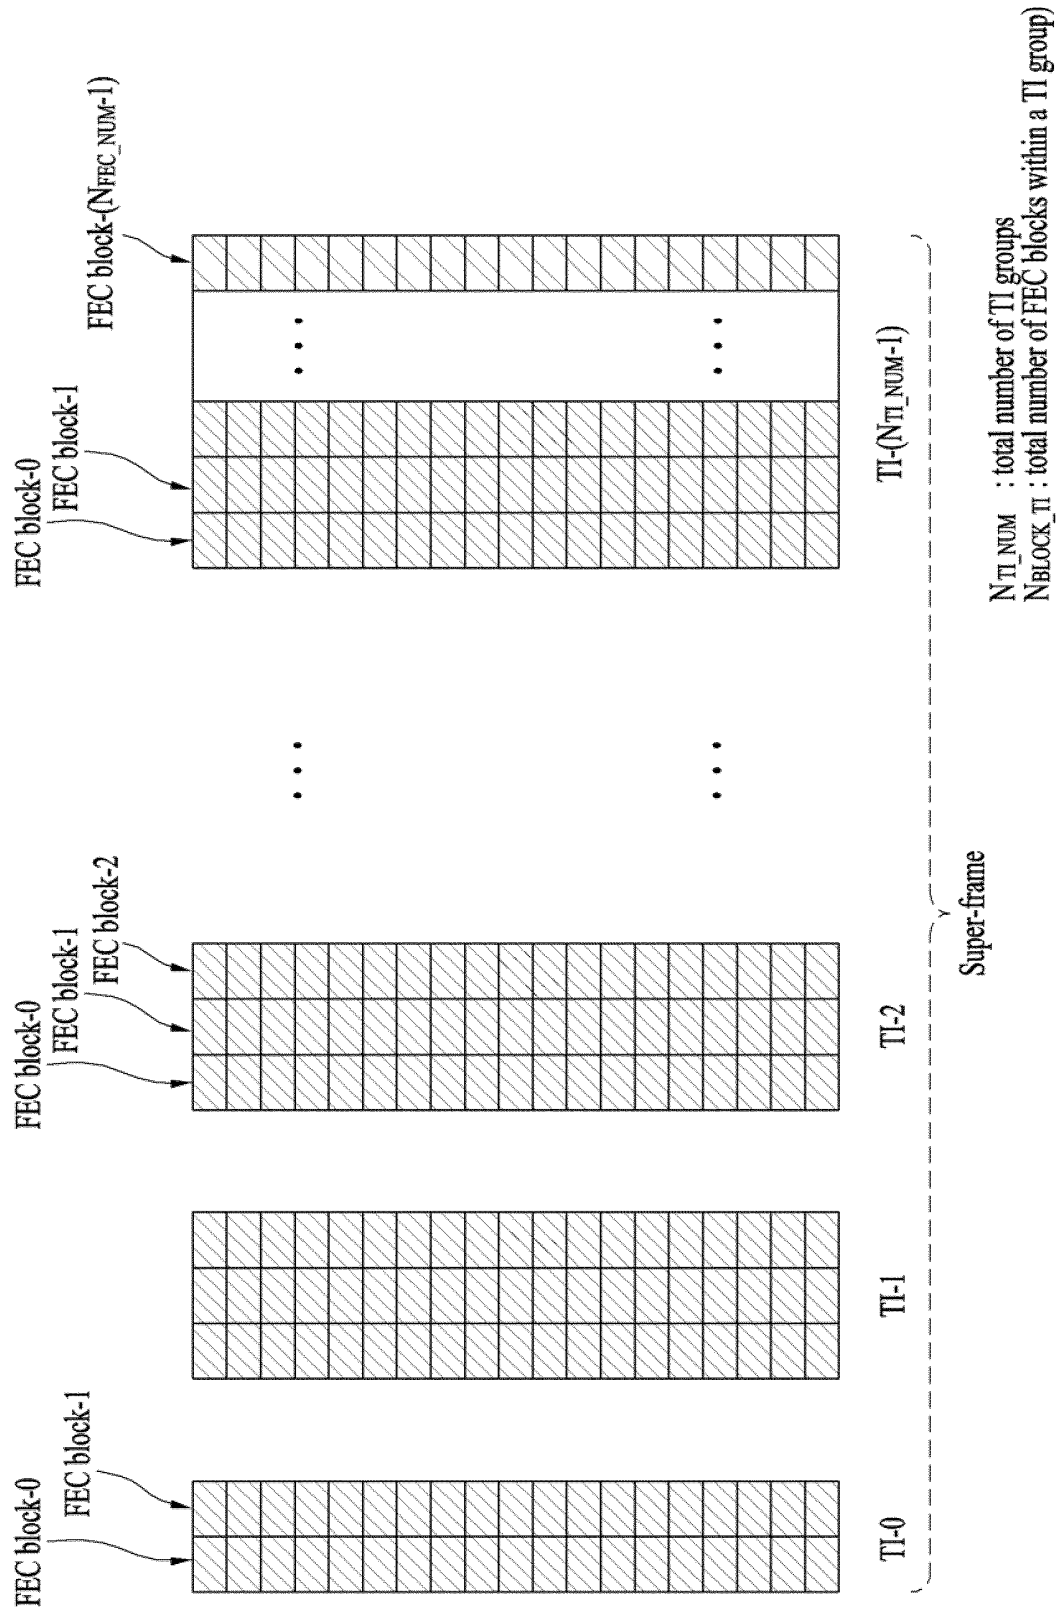 FEC block-0
FEC block-1
FEC block-0
FEC block-1
FEC block-2
FEC block-0
FEC block-1
FEC block-(NFEC_NUM-1)
TI-0
TI-1
TI-2
TI-(NTI_NUM-1)
Super-frame
NTI_NUM : total number of TI groups
NBLOCK_TI : total number of FEC blocks within a TI group)